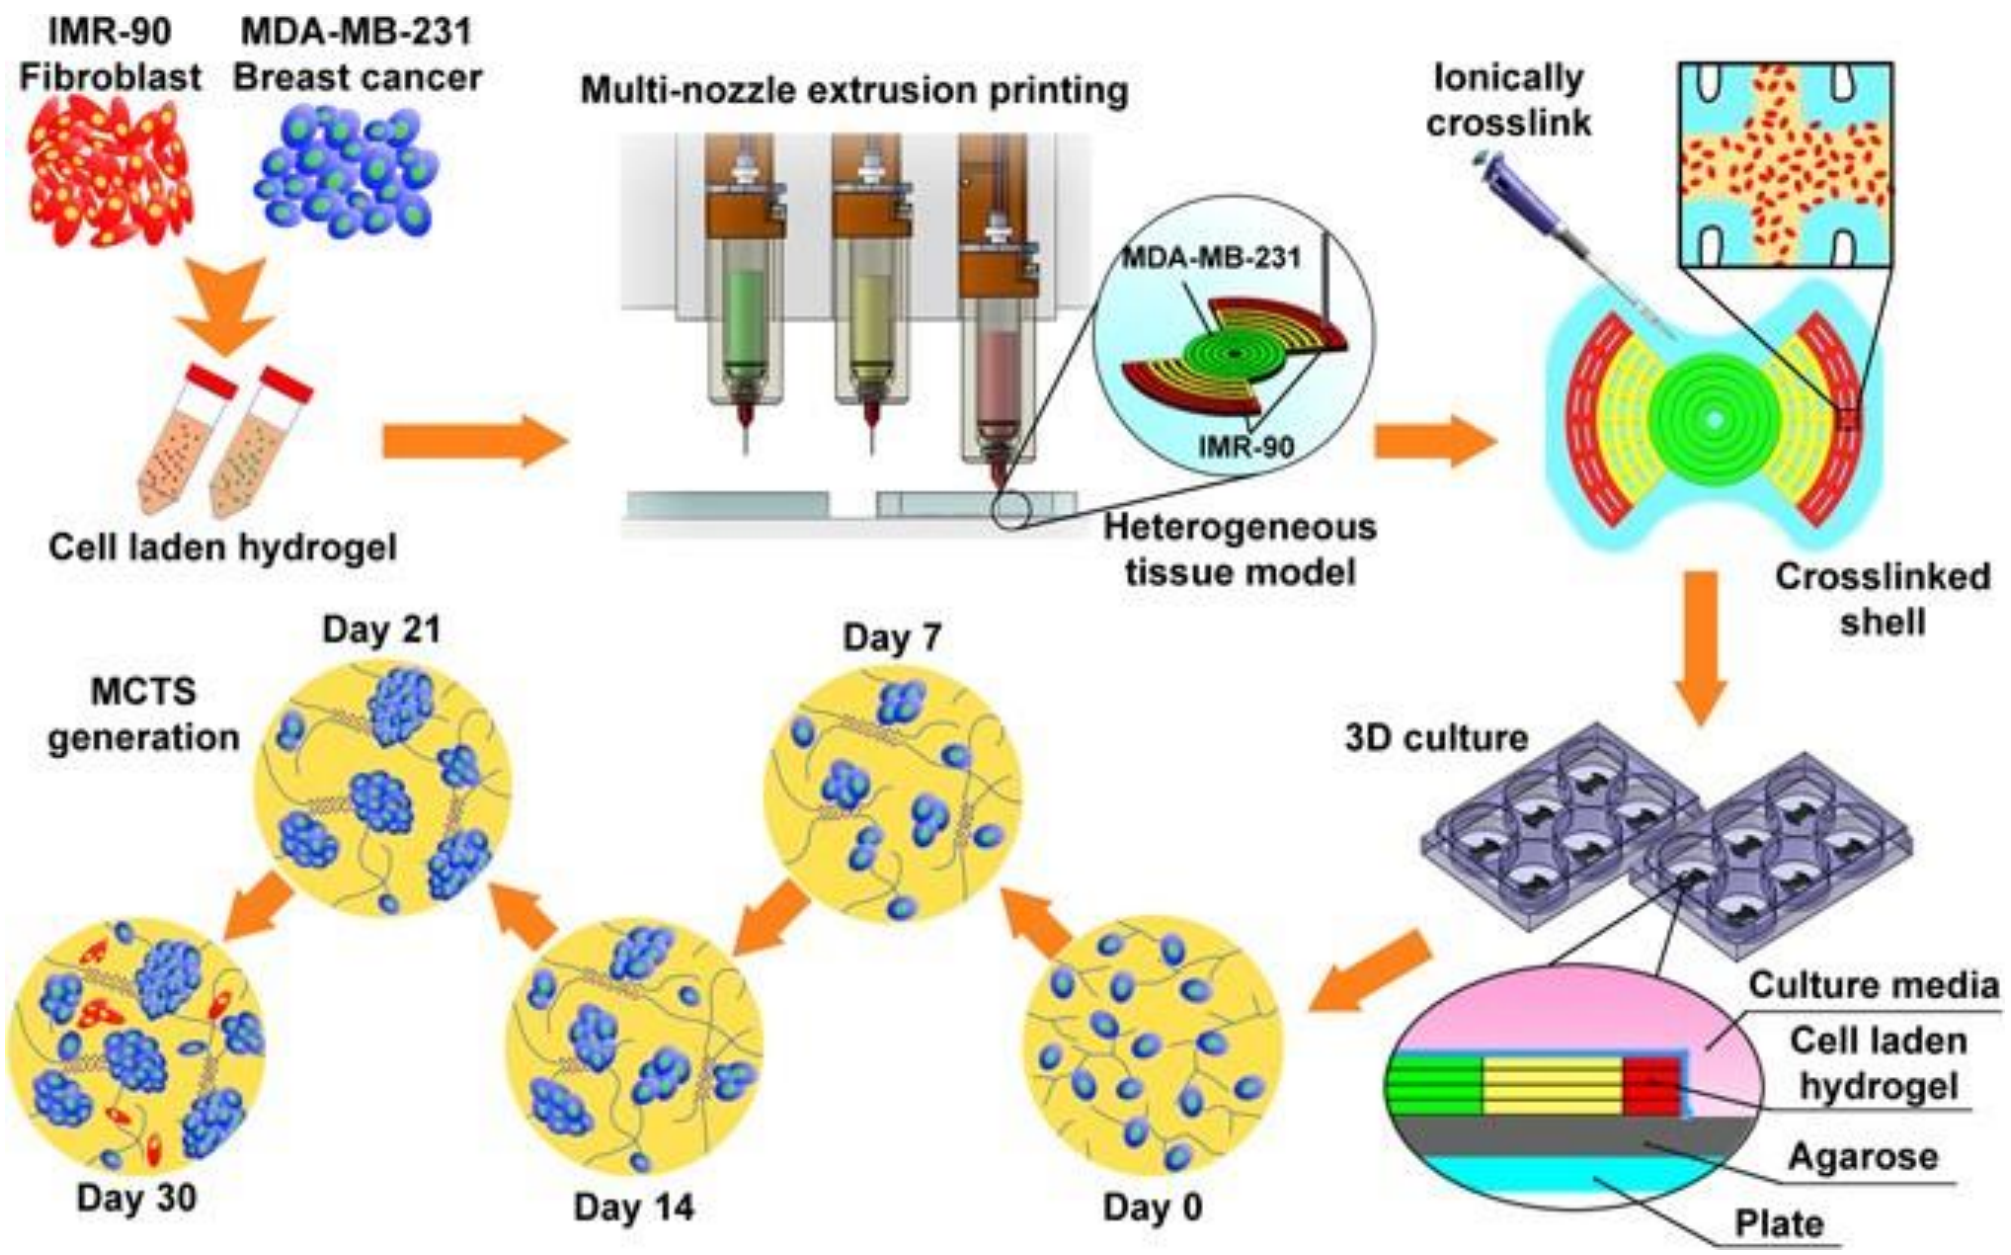 IMR-90
Fibroblast
MDA-MB-231
Breast cancer
Cell laden hydrogel
Multi-nozzle extrusion printing
MDA-MB-231
IMR-90
Heterogeneous
tissue model
Ionically
crosslink
Crosslinked
shell
3D culture
Culture media
Cell laden
hydrogel
Agarose
Plate
Day 0
Day 7
Day 14
Day 21
MCTS
generation
Day 30